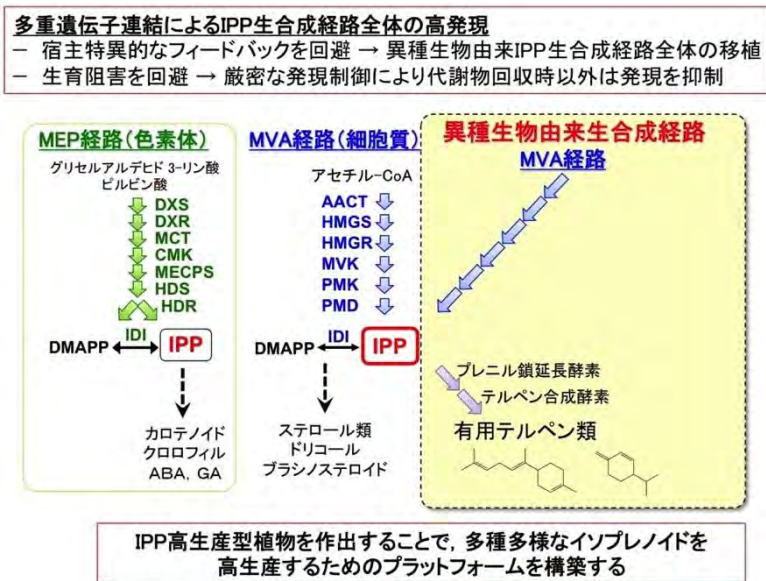 多重遺伝子連結によるIPP生合成経路全体の高発現
− 宿主特異的なフィードバックを回避 → 異種生物由来IPP生合成経路全体の移植
− 生育阻害を回避 → 厳密な発現制御により代謝物回収時以外は発現を抑制
MEP経路(色素体)
グリセルアルデヒド 3-リン酸
ピルビン酸
DXS
DXR
MCT
CMK
MECPS
HDS
HDR
IDI
DMAPP
IPP
カロテノイド
クロロフィル
ABA, GA
MVA経路(細胞質)
アセチル-CoA
AACT
HMGS
HMGR
MVK
PMK
PMD
IDI
DMAPP
IPP
ステロール類
ドリコール
ブラシノステロイド
異種生物由来生合成経路
MVA経路
プレニル鎖延長酵素
テルペン合成酵素
有用テルペン類
IPP高生産型植物を作出することで, 多種多様なイソプレノイドを
高生産するためのプラットフォームを構築する